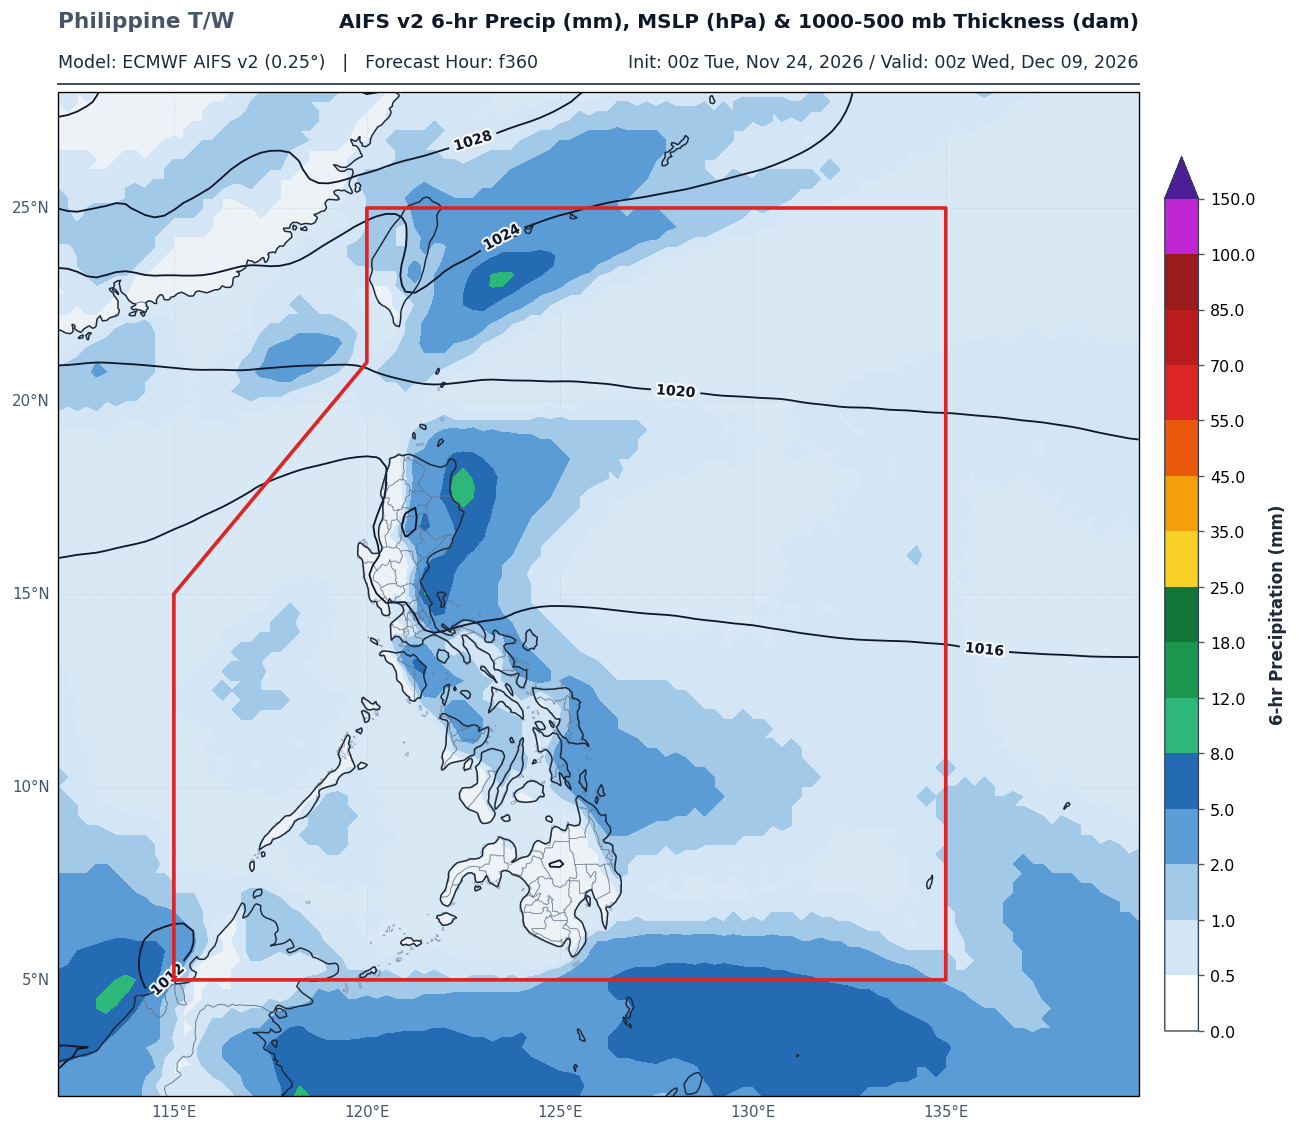 Philippine T/W
AIFS v2 6-hr Precip (mm), MSLP (hPa) & 1000-500 mb Thickness (dam)
Model: ECMWF AIFS v2 (0.25°) | Forecast Hour: f360
Init: 00z Tue, Nov 24, 2026 / Valid: 00z Wed, Dec 09, 2026
1028
1024
1020
1016
1012
25°N
20°N
15°N
10°N
5°N
115°E
120°E
125°E
130°E
135°E
150.0
100.0
85.0
70.0
55.0
45.0
35.0
25.0
18.0
12.0
8.0
5.0
2.0
1.0
0.5
0.0
6-hr Precipitation (mm)